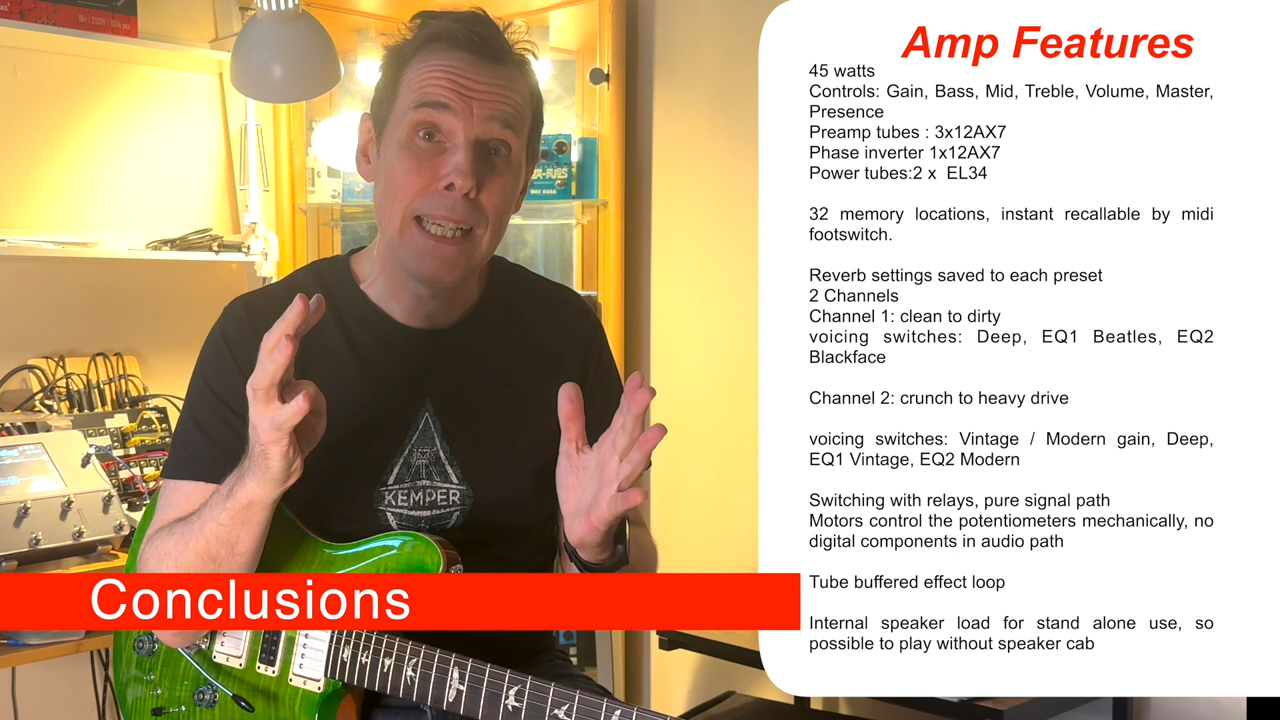 Amp Features
45 watts
Controls: Gain, Bass, Mid, Treble, Volume, Master,
Presence
Preamp tubes : 3x12AX7
Phase inverter 1x12AX7
Power tubes:2 x EL34
32 memory locations, instant recallable by midi
footswitch.
Reverb settings saved to each preset
2 Channels
Channel 1: clean to dirty
voicing switches: Deep, EQ1 Beatles, EQ2
Blackface
Channel 2: crunch to heavy drive
voicing switches: Vintage / Modern gain, Deep,
EQ1 Vintage, EQ2 Modern
Switching with relays, pure signal path
Motors control the potentiometers mechanically, no
digital components in audio path
Tube buffered effect loop
Internal speaker load for stand alone use, so
possible to play without speaker cab
KEMPER
Conclusions